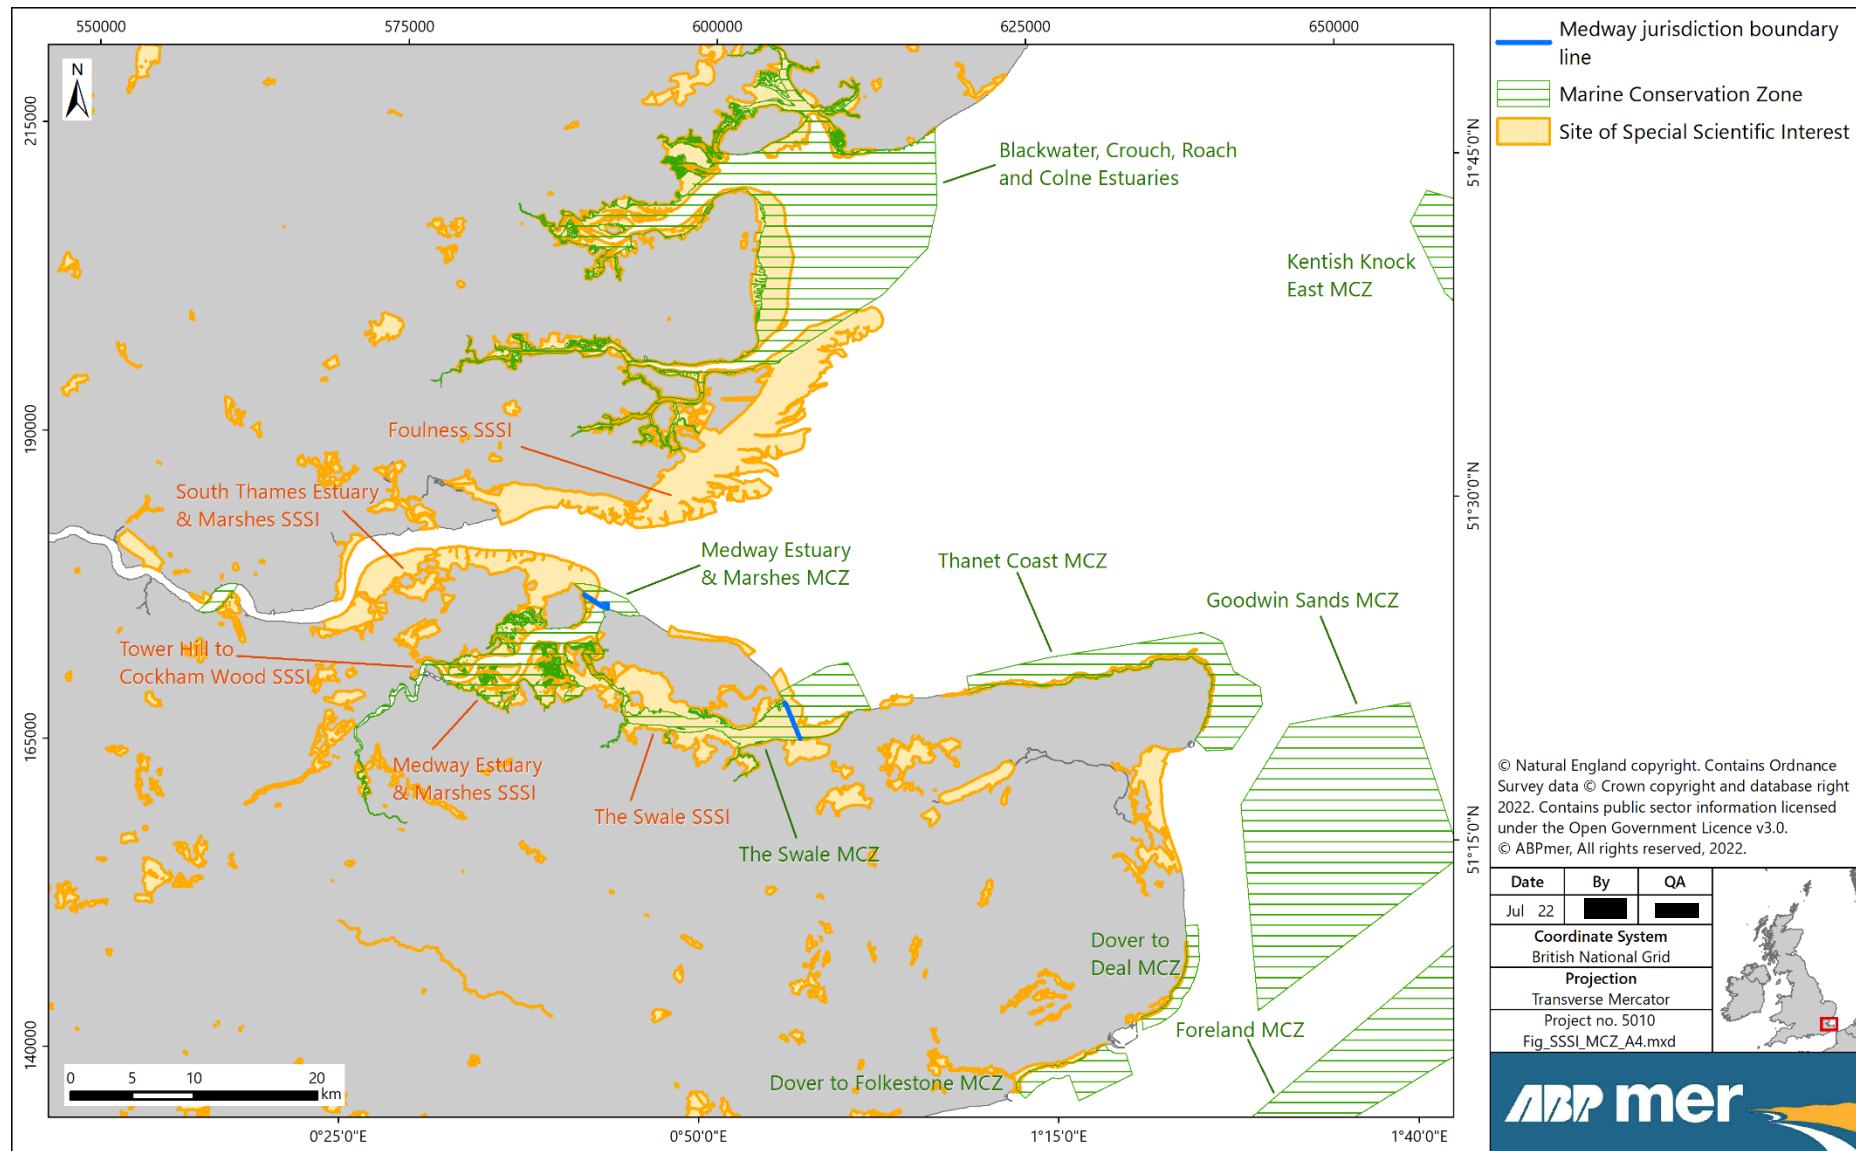 550000
575000
600000
625000
650000
215000
190000
165000
140000
N
Blackwater, Crouch, Roach
and Colne Estuaries
Kentish Knock
East MCZ
Foulness SSSI
South Thames Estuary
& Marshes SSSI
Medway Estuary
& Marshes MCZ
Thanet Coast MCZ
Goodwin Sands MCZ
Tower Hill to
Cockham Wood SSSI
Medway Estuary
& Marshes SSSI
The Swale SSSI
The Swale MCZ
Dover to
Deal MCZ
Foreland MCZ
Dover to Folkestone MCZ
0
5
10
20
km
0°25'0"E
0°50'0"E
1°15'0"E
1°40'0"E
51°45'0"N
51°30'0"N
51°15'0"N
Medway jurisdiction boundary
line
Marine Conservation Zone
Site of Special Scientific Interest
© Natural England copyright. Contains Ordnance
Survey data © Crown copyright and database right
2022. Contains public sector information licensed
under the Open Government Licence v3.0.
© ABPmer, All rights reserved, 2022.
Date By QA
Jul 22
Coordinate System
British National Grid
Projection
Transverse Mercator
Project no. 5010
Fig_SSSI_MCZ_A4.mxd
ABP mer